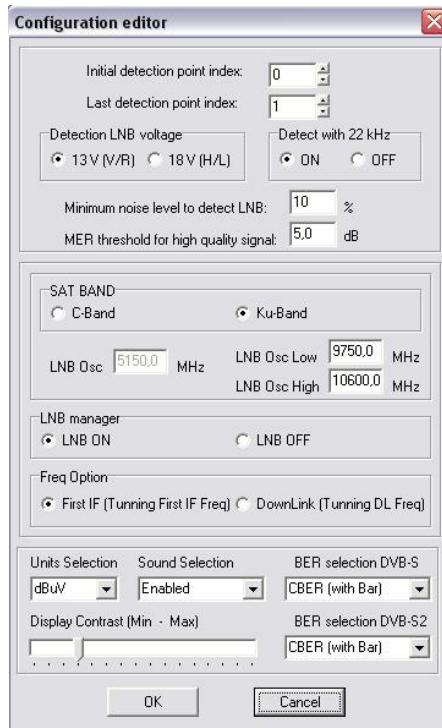 Configuration editor
Initial detection point index: 0
Last detection point index: 1
Detection LNB voltage
13 V (V/R) 18 V (H/L)
Detect with 22 kHz
ON OFF
Minimum noise level to detect LNB: 10 %
MER threshold for high quality signal: 5,0 dB
SAT BAND
C-Band Ku-Band
LNB Osc 5150,0 MHz
LNB Osc Low 9750,0 MHz
LNB Osc High 10600,0 MHz
LNB manager
LNB ON LNB OFF
Freq Option
First IF (Tunning First IF Freq) DownLink (Tunning DL Freq)
Units Selection Sound Selection BER selection DVB-S
dBuV Enabled CBER (with Bar)
Display Contrast (Min - Max) BER selection DVB-S2
CBER (with Bar)
OK Cancel